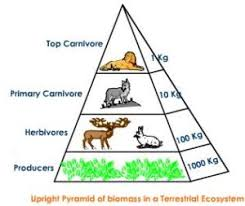 Top Carnivore
1 Kg
Primary Carnivore
10 Kg
Herbivores
100 Kg
Producers
1000 Kg
Upright Pyramid of biomass in a Terrestrial Ecosystem